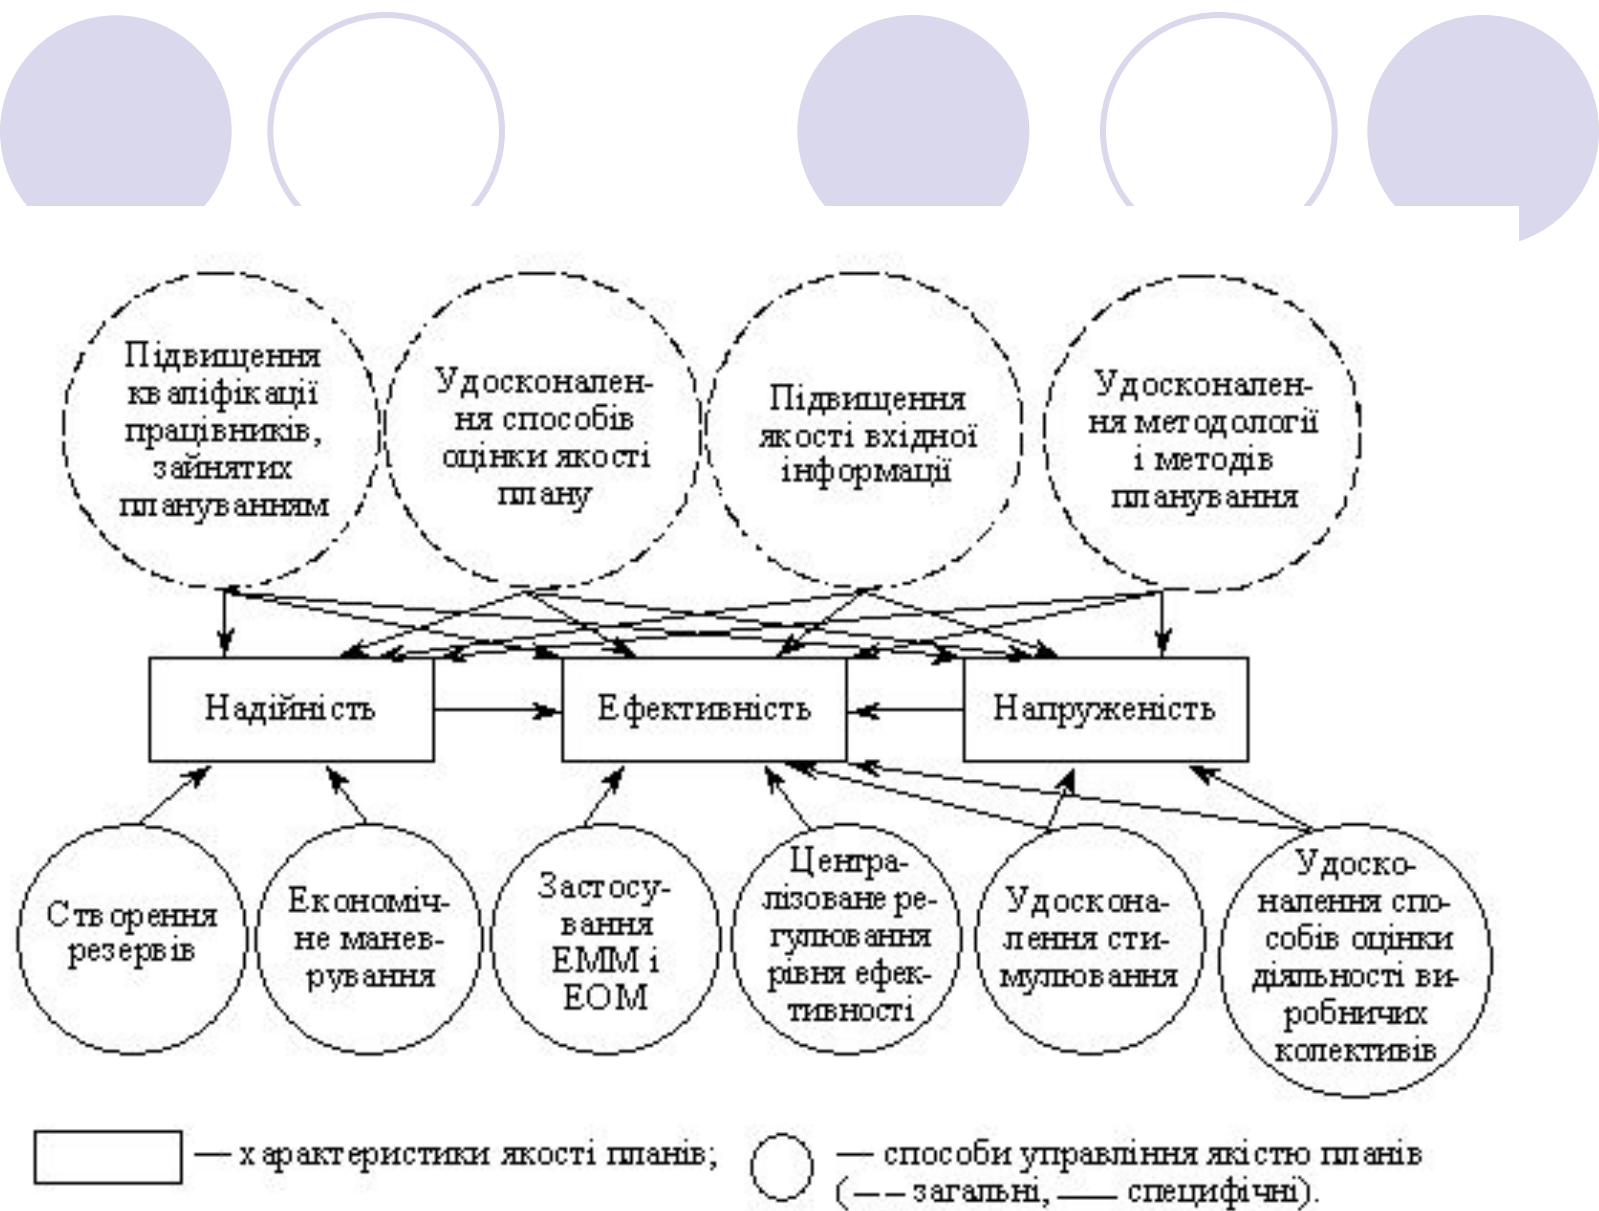 Підвищення
кваліфікації
працівників,
зайнятих
плануванням
Удосконален-
ня способів
оцінки якості
плану
Підвищення
якості вхідної
інформації
Удосконален-
ня методології
і методів
планування
Надійність
Ефективність
Напруженість
Створення
резервів
Економіч-
не манев-
рування
Застосу-
вання
ЕММ і
ЕОМ
Центра-
лізоване ре-
гулювання
рівня ефек-
тивності
Удоскона-
лення сти-
мулювання
Удоско-
налення спо-
собів оцінки
діяльності ви-
робничих
колективів
— характеристики якості планів;
— способи управління якістю планів
(–– – загальні, —— специфічні).